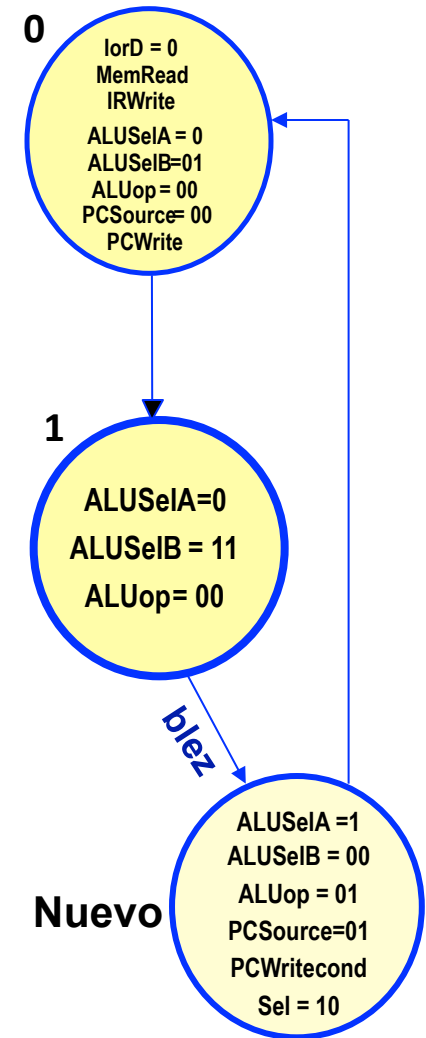 0
IorD = 0
MemRead
IRWrite
ALUSelA = 0
ALUSelB=01
ALUop = 00
PCSource= 00
PCWrite
1
ALUSelA=0
ALUSelB = 11
ALUop= 00
blez
Nuevo
ALUSelA =1
ALUSelB = 00
ALUop = 01
PCSource=01
PCWritecond
Sel = 10